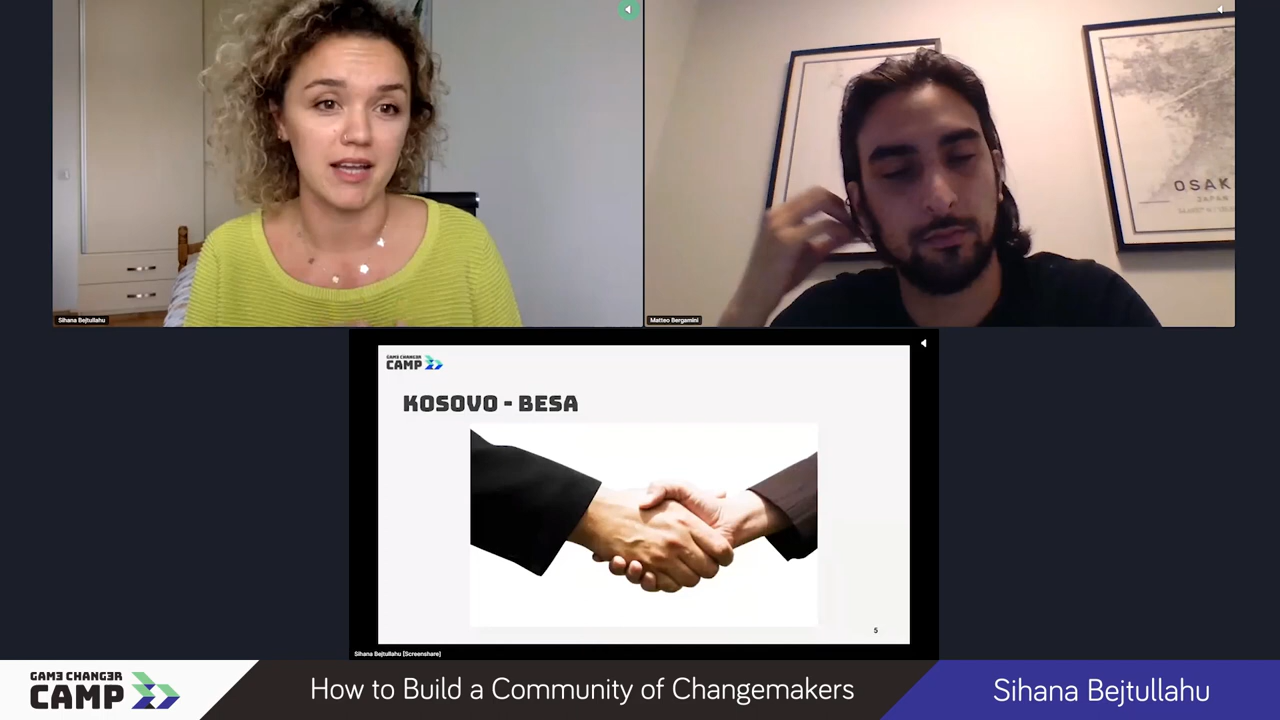 Sihana Bejtullahu
Matteo Bergamini
OSAK
JAPAN
GAM3 CHANG3R
CAMP
KOSOVO - BESA
5
Sihana Bejtullahu [Screenshare]
GAM3 CHANG3R
CAMP
How to Build a Community of Changemakers
Sihana Bejtullahu